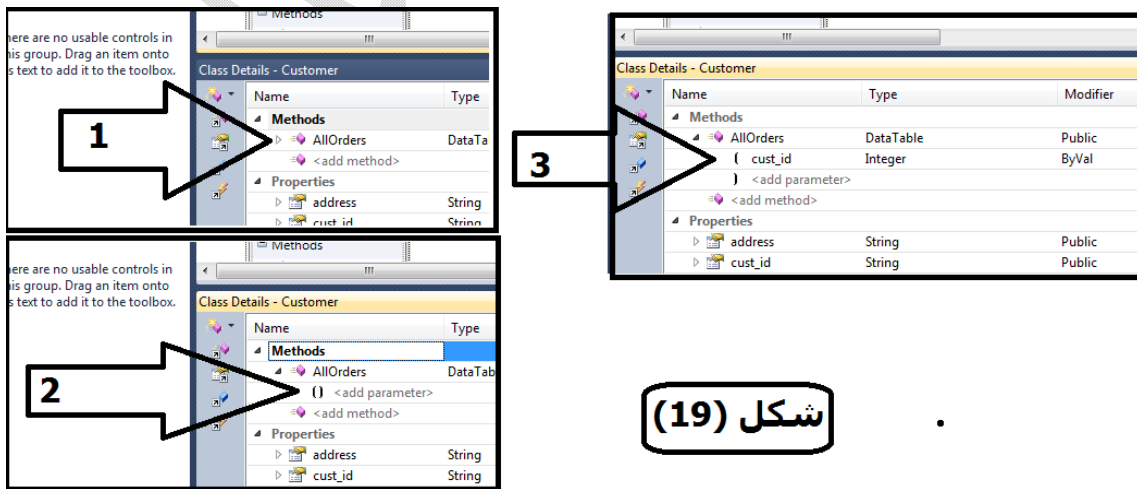 Methods
here are no usable controls in
his group. Drag an item onto
s text to add it to the toolbox.
Class Details - Customer
Name Type
Methods
1
AllOrders DataTa
<add method>
Properties
address String
cust_id String
Methods
here are no usable controls in
his group. Drag an item onto
s text to add it to the toolbox.
Class Details - Customer
Name Type
Methods
AllOrders DataTab
2
() <add parameter>
<add method>
Properties
address String
cust_id String
Class Details - Customer
Name Type Modifier
Methods
AllOrders DataTable Public
3
( cust_id Integer ByVal
) <add parameter>
<add method>
Properties
address String Public
cust_id String Public
شكل (19) .